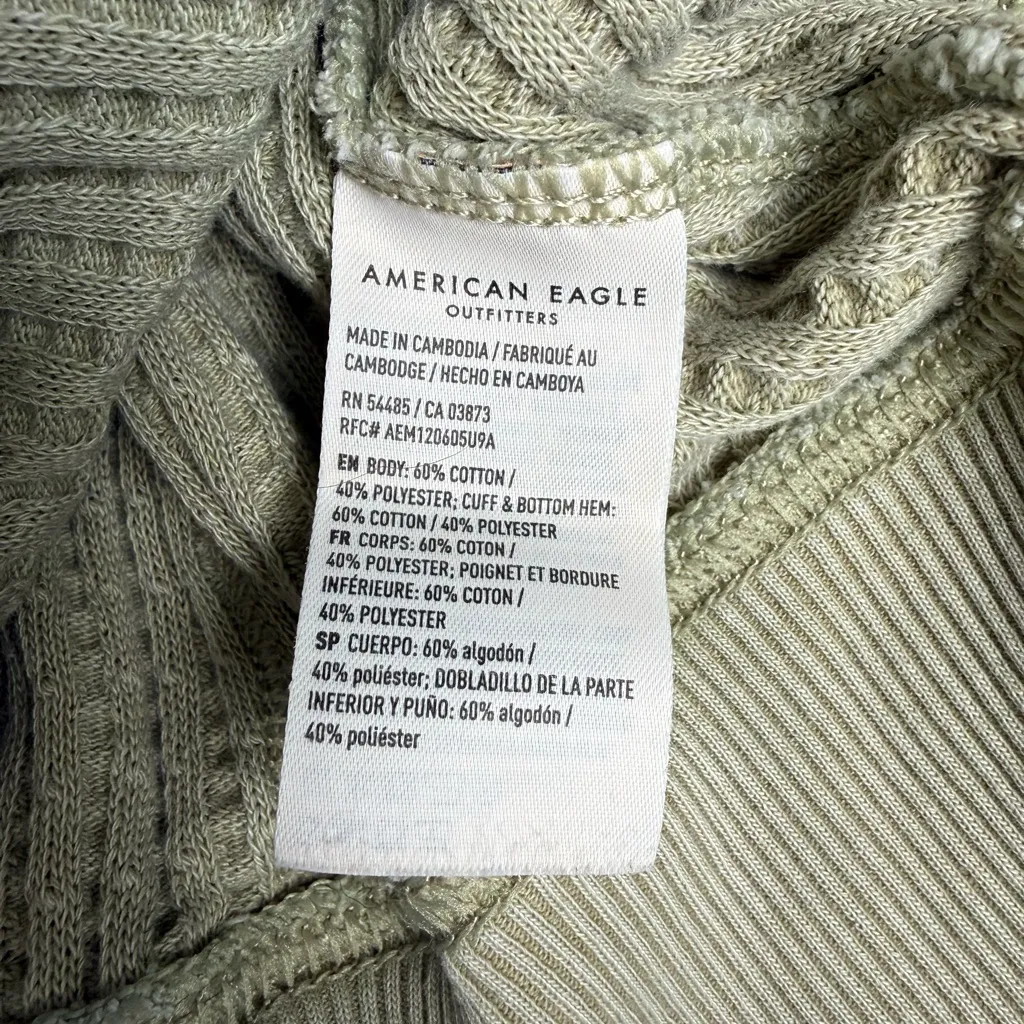 AMERICAN EAGLE
OUTFITTERS
MADE IN CAMBODIA / FABRIQUÉ AU
CAMBODGE / HECHO EN CAMBOYA
RN 54485 / CA 03873
RFC# AEM120605U9A
EN BODY: 60% COTTON /
40% POLYESTER; CUFF & BOTTOM HEM:
60% COTTON / 40% POLYESTER
FR CORPS: 60% COTON /
40% POLYESTER; POIGNET ET BORDURE
INFÉRIEURE: 60% COTON /
40% POLYESTER
SP CUERPO: 60% algodón /
40% poliéster; DOBLADILLO DE LA PARTE
INFERIOR Y PUÑO: 60% algodón /
40% poliéster